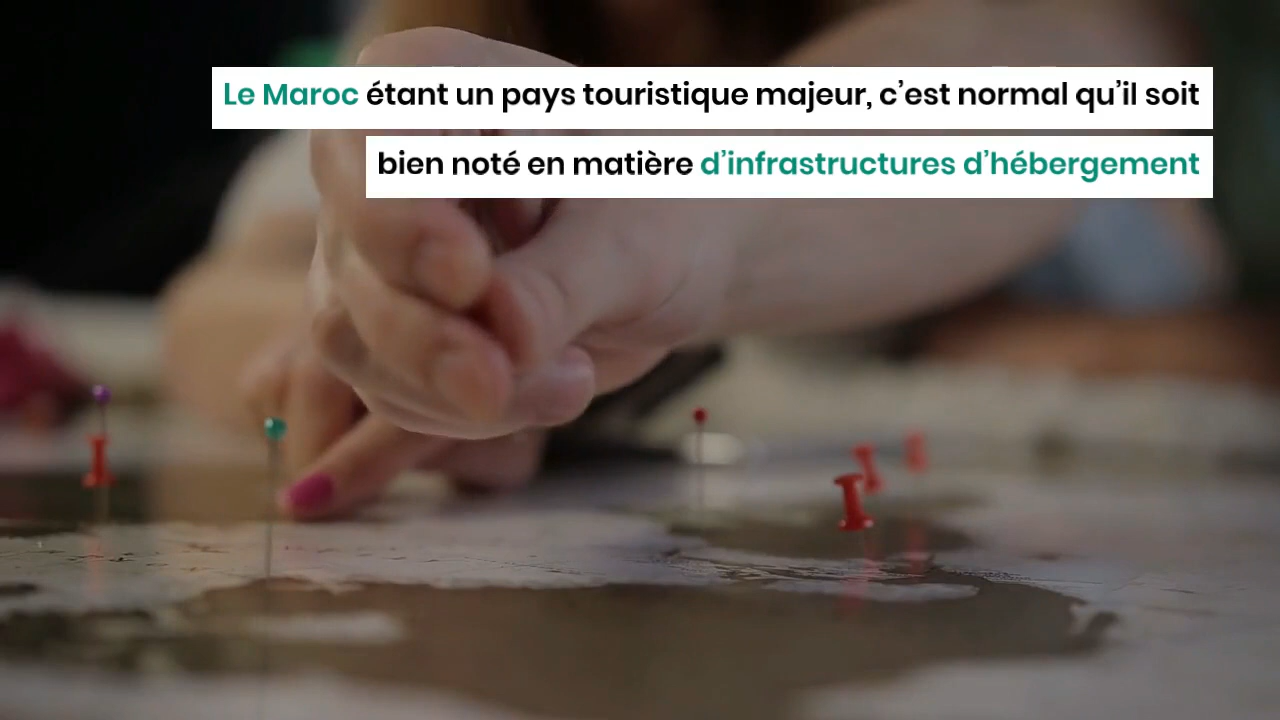 Le Maroc étant un pays touristique majeur, c’est normal qu’il soit
bien noté en matière d’infrastructures d’hébergement